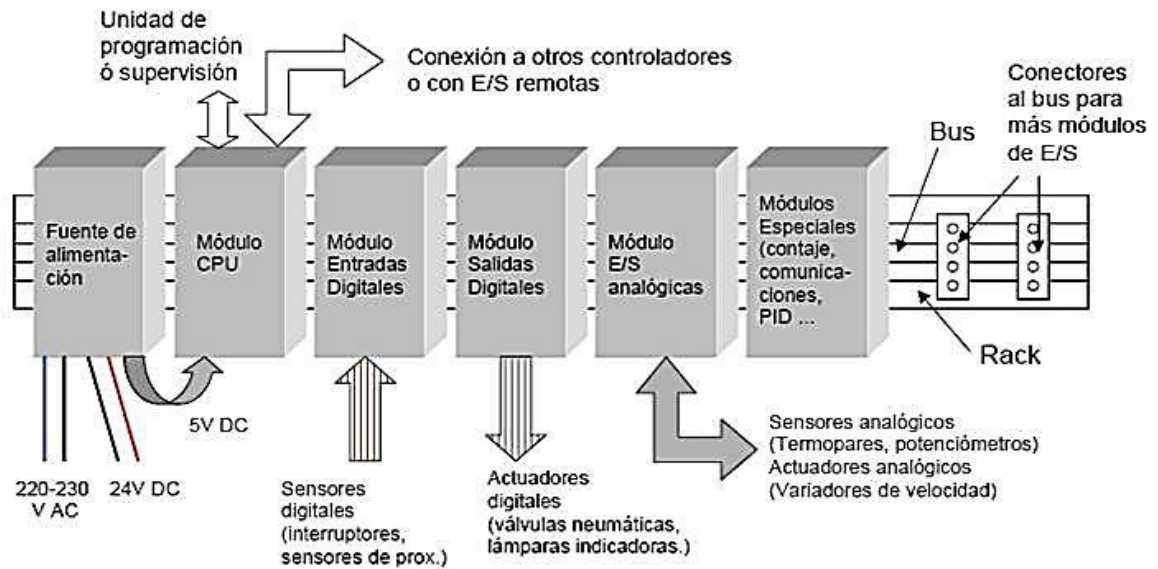 Unidad de
programación
ó supervisión
Conexión a otros controladores
o con E/S remotas
Conectores
al bus para
más módulos
de E/S
Bus
Fuente de
alimenta-
ción
Módulo
CPU
Módulo
Entradas
Digitales
Módulo
Salidas
Digitales
Módulo
E/S
analógicas
Módulos
Especiales
(contaje,
comunica-
ciones,
PID ...
Rack
5V DC
220-230
V AC
24V DC
Sensores
digitales
(interruptores,
sensores de prox.)
Actuadores
digitales
(válvulas neumáticas,
lámparas indicadoras.)
Sensores analógicos
(Termopares, potenciómetros)
Actuadores analógicos
(Variadores de velocidad)